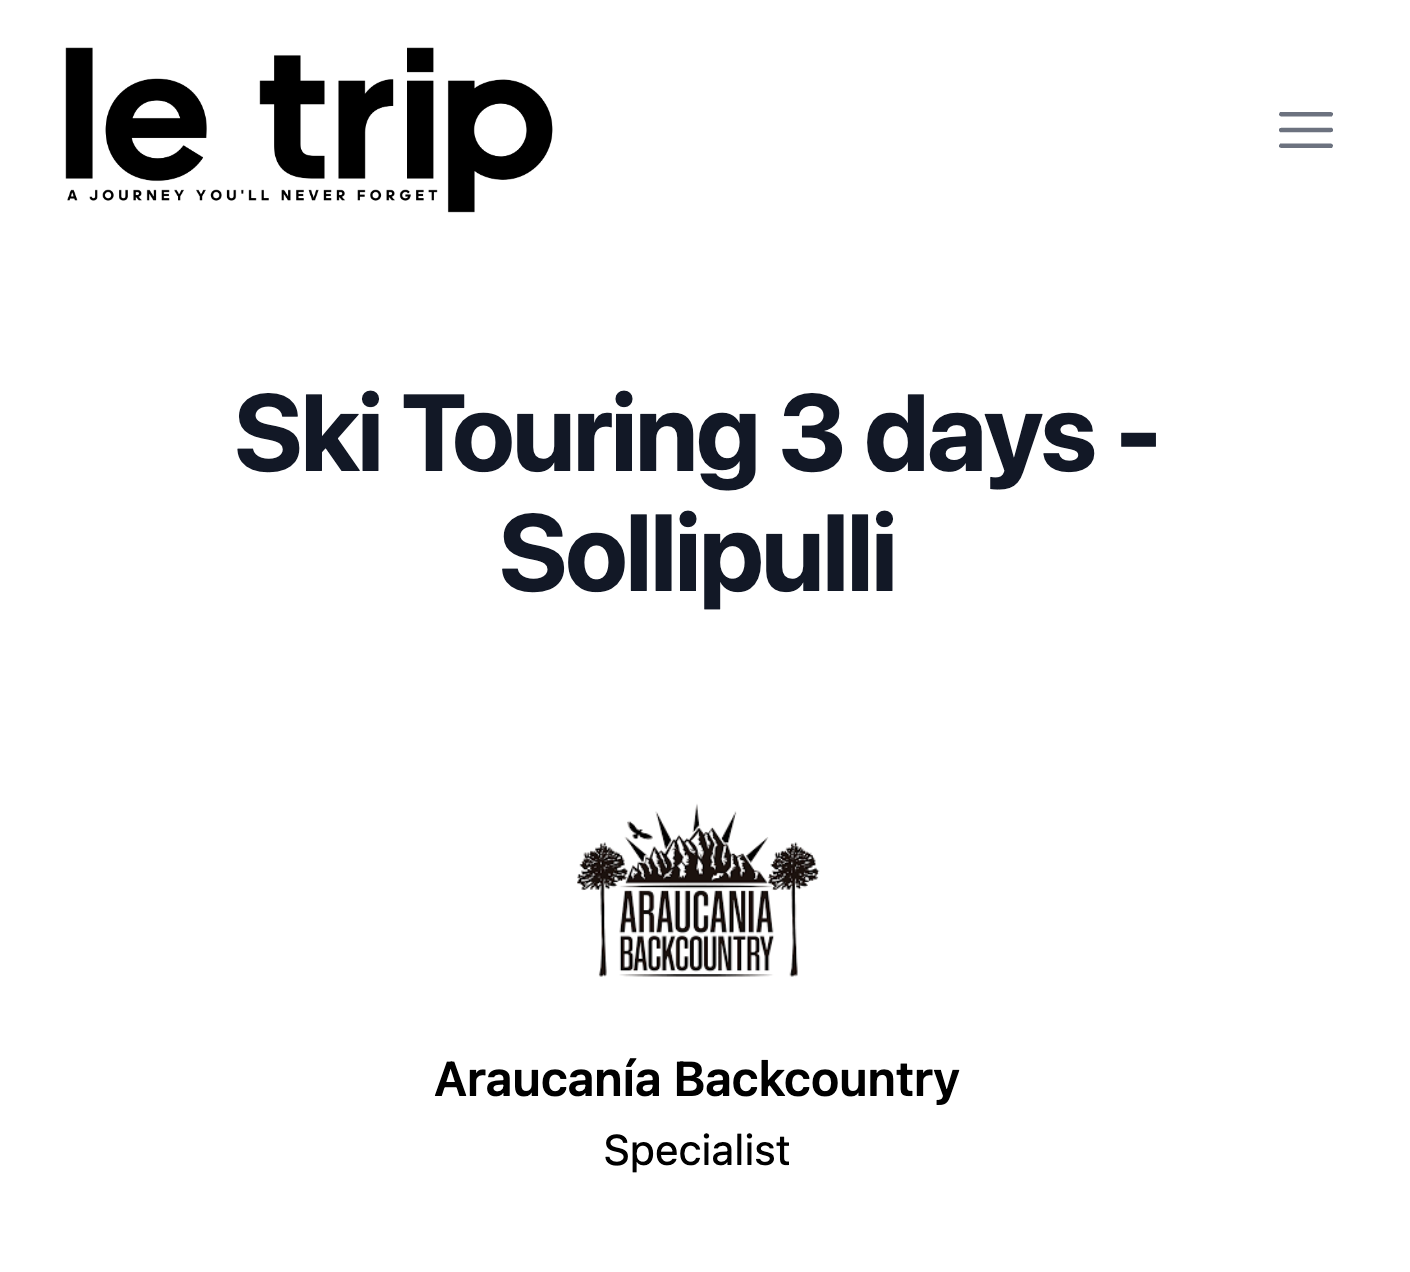 le trip
A JOURNEY YOU'LL NEVER FORGET
Ski Touring 3 days -
Sollipulli
ARAUCANIA
BACKCOUNTRY
Araucanía Backcountry
Specialist